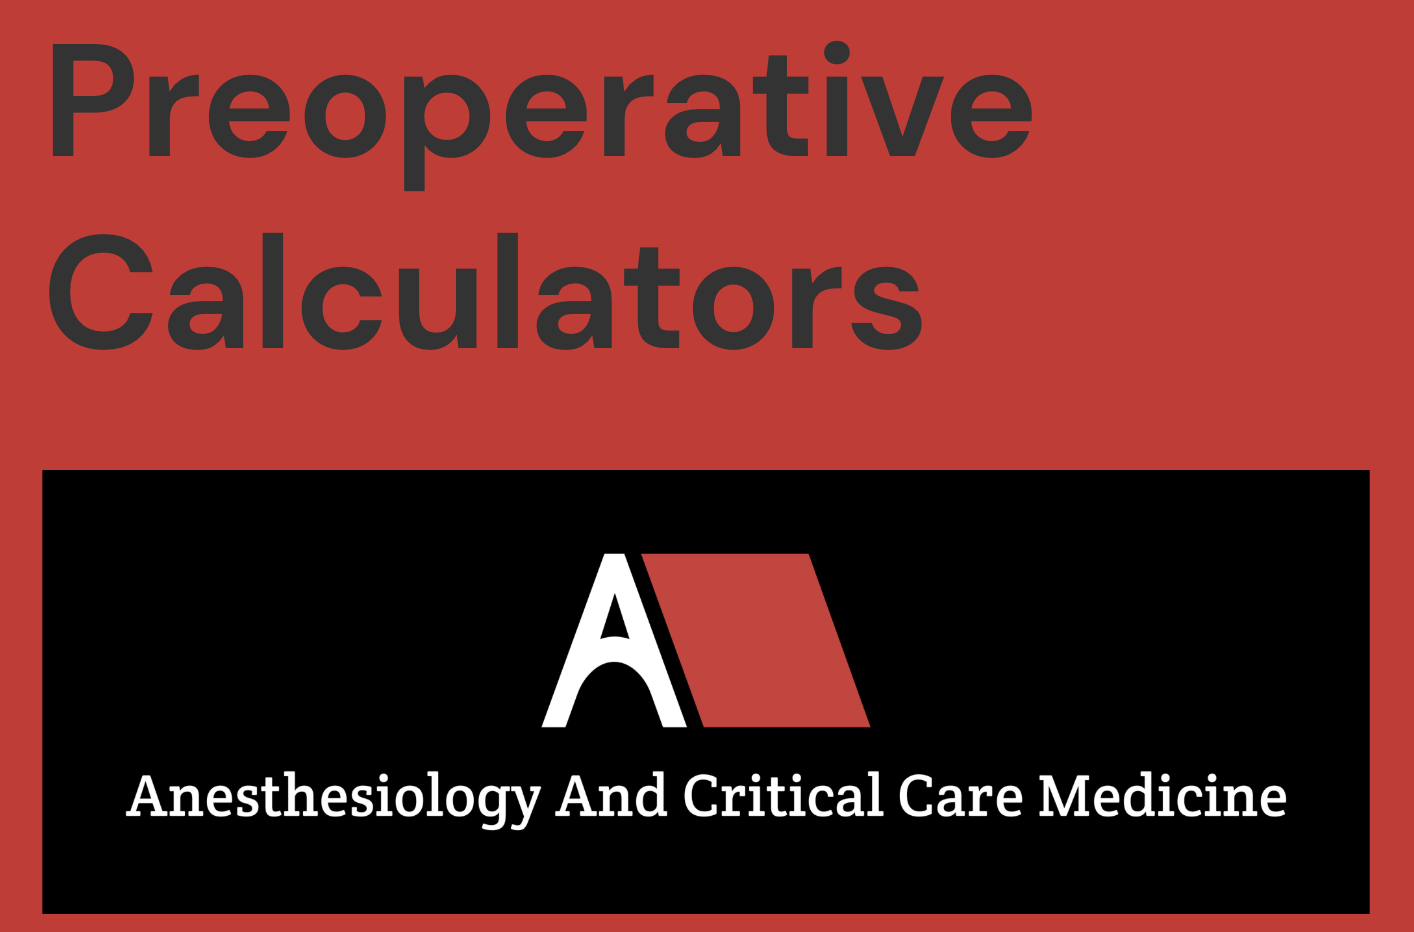 Preoperative
Calculators
Anesthesiology And Critical Care Medicine